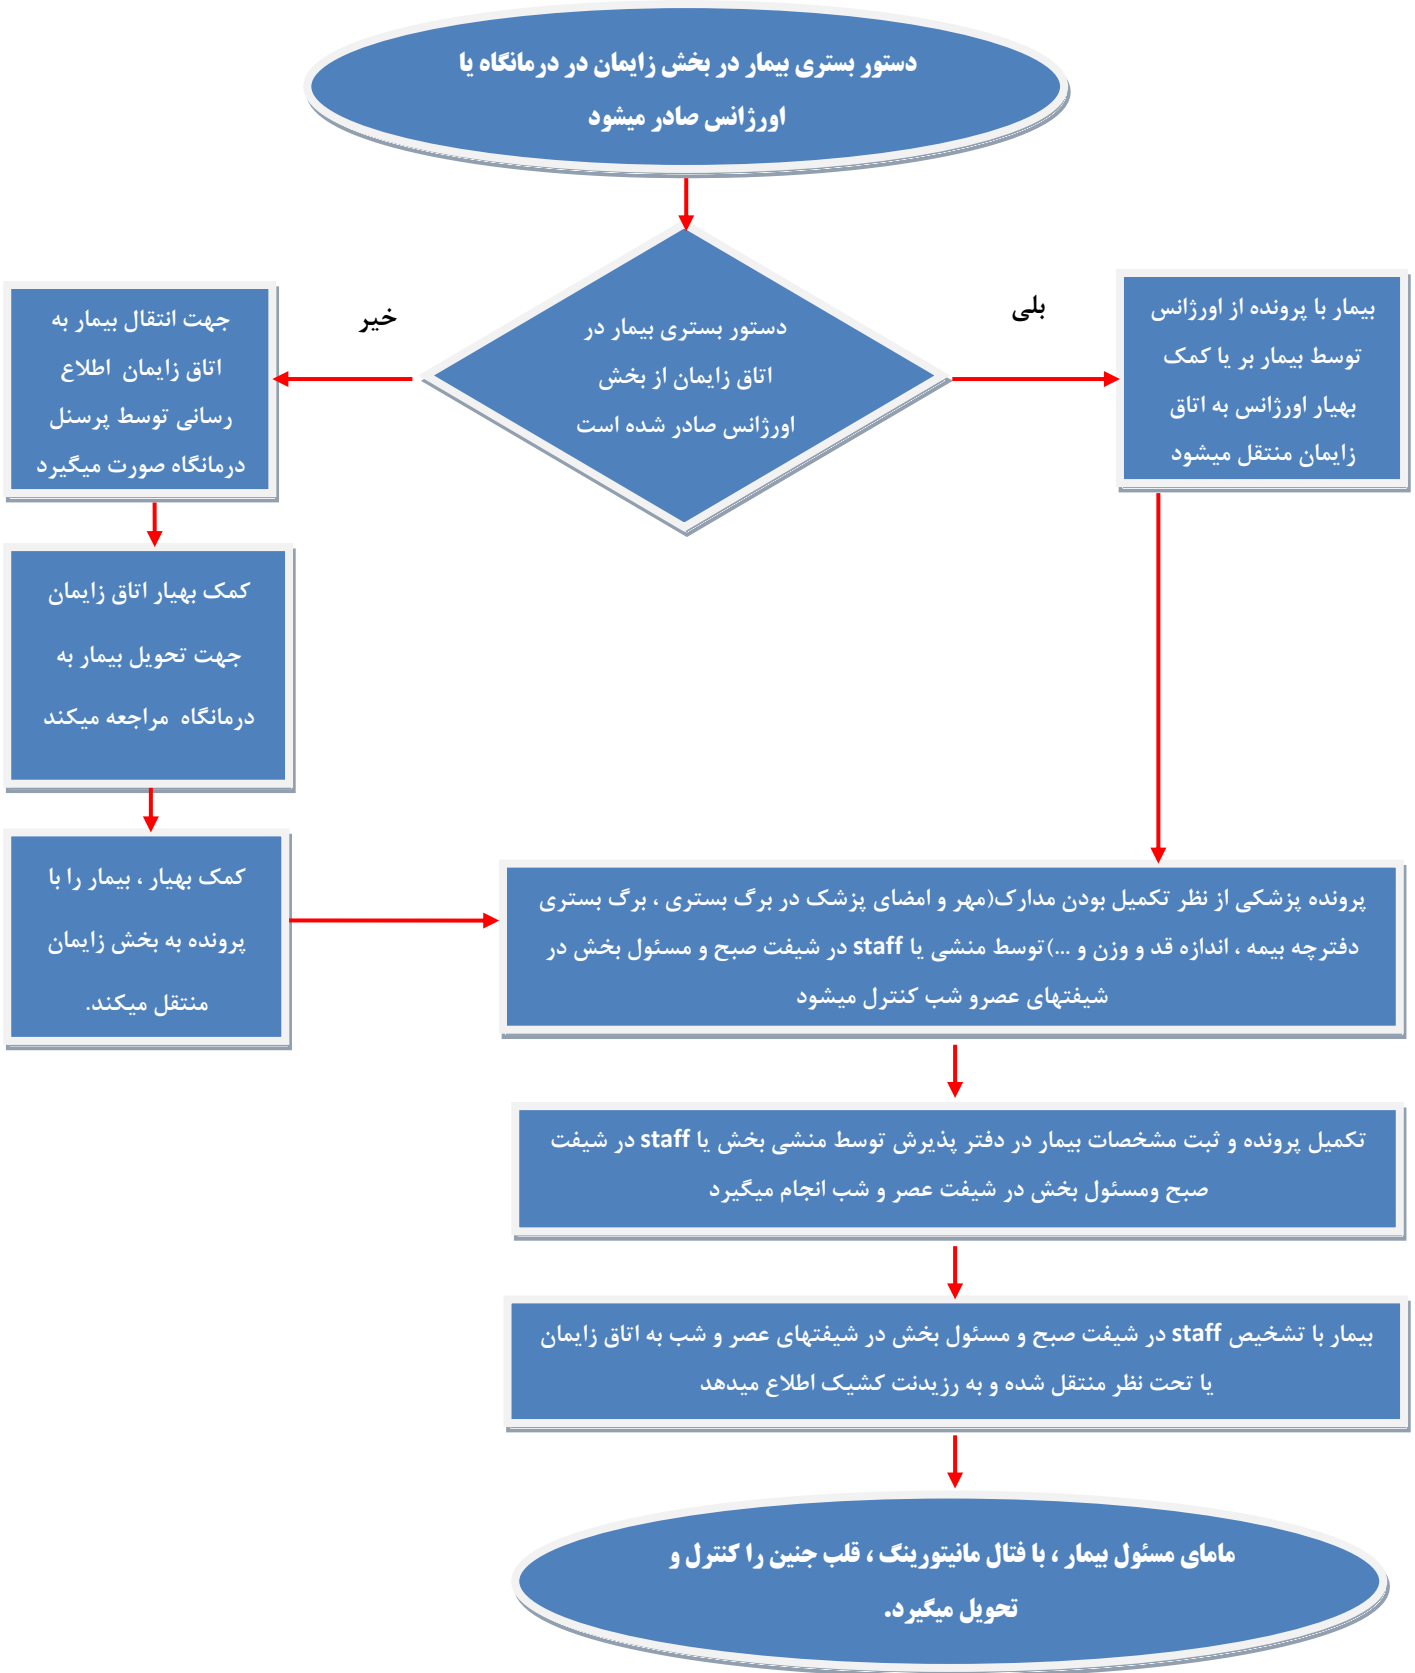 دستور بستری بیمار در بخش زایمان در درمانگاه یا
اورژانس صادر میشود
دستور بستری بیمار در
اتاق زایمان از بخش
اورژانس صادر شده است
بلی
بیمار با پرونده از اورژانس
توسط بیمار بر یا کمک
بهیار اورژانس به اتاق
زایمان منتقل میشود
خیر
جهت انتقال بیمار به
اتاق زایمان اطلاع
رسانی توسط پرسنل
درمانگاه صورت میگیرد
کمک بهیار اتاق زایمان
جهت تحویل بیمار به
درمانگاه مراجعه میکند
کمک بهیار ، بیمار را با
پرونده به بخش زایمان
منتقل میکند.
پرونده پزشکی از نظر تکمیل بودن مدارک(مهر و امضای پزشک در برگ بستری ، برگ بستری
دفترچه بیمه ، اندازه قد و وزن و ...)توسط منشی یا staff در شیفت صبح و مسئول بخش در
شیفتهای عصرو شب کنترل میشود
تکمیل پرونده و ثبت مشخصات بیمار در دفتر پذیرش توسط منشی بخش یا staff در شیفت
صبح ومسئول بخش در شیفت عصر و شب انجام میگیرد
بیمار با تشخیص staff در شیفت صبح و مسئول بخش در شیفتهای عصر و شب به اتاق زایمان
یا تحت نظر منتقل شده و به رزیدنت کشیک اطلاع میدهد
مامای مسئول بیمار ، با فتال مانیتورینگ ، قلب جنین را کنترل و
تحویل میگیرد.